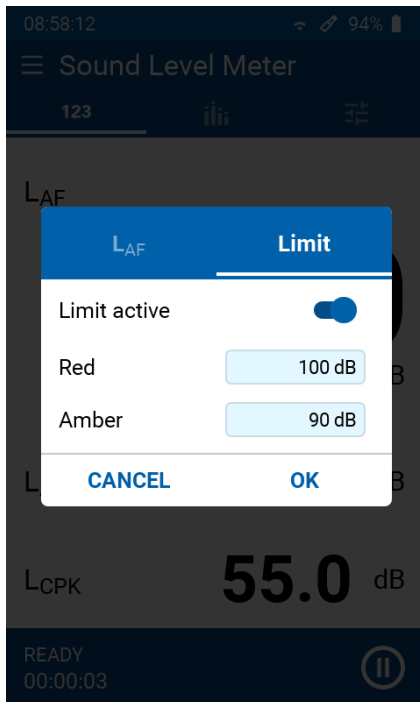 08:58:12 94%
Sound Level Meter
123
LAF
LAF Limit
Limit active
Red 100 dB
B
Amber 90 dB
CANCEL OK
L B
LCPK 55.0 dB
READY
00:00:03